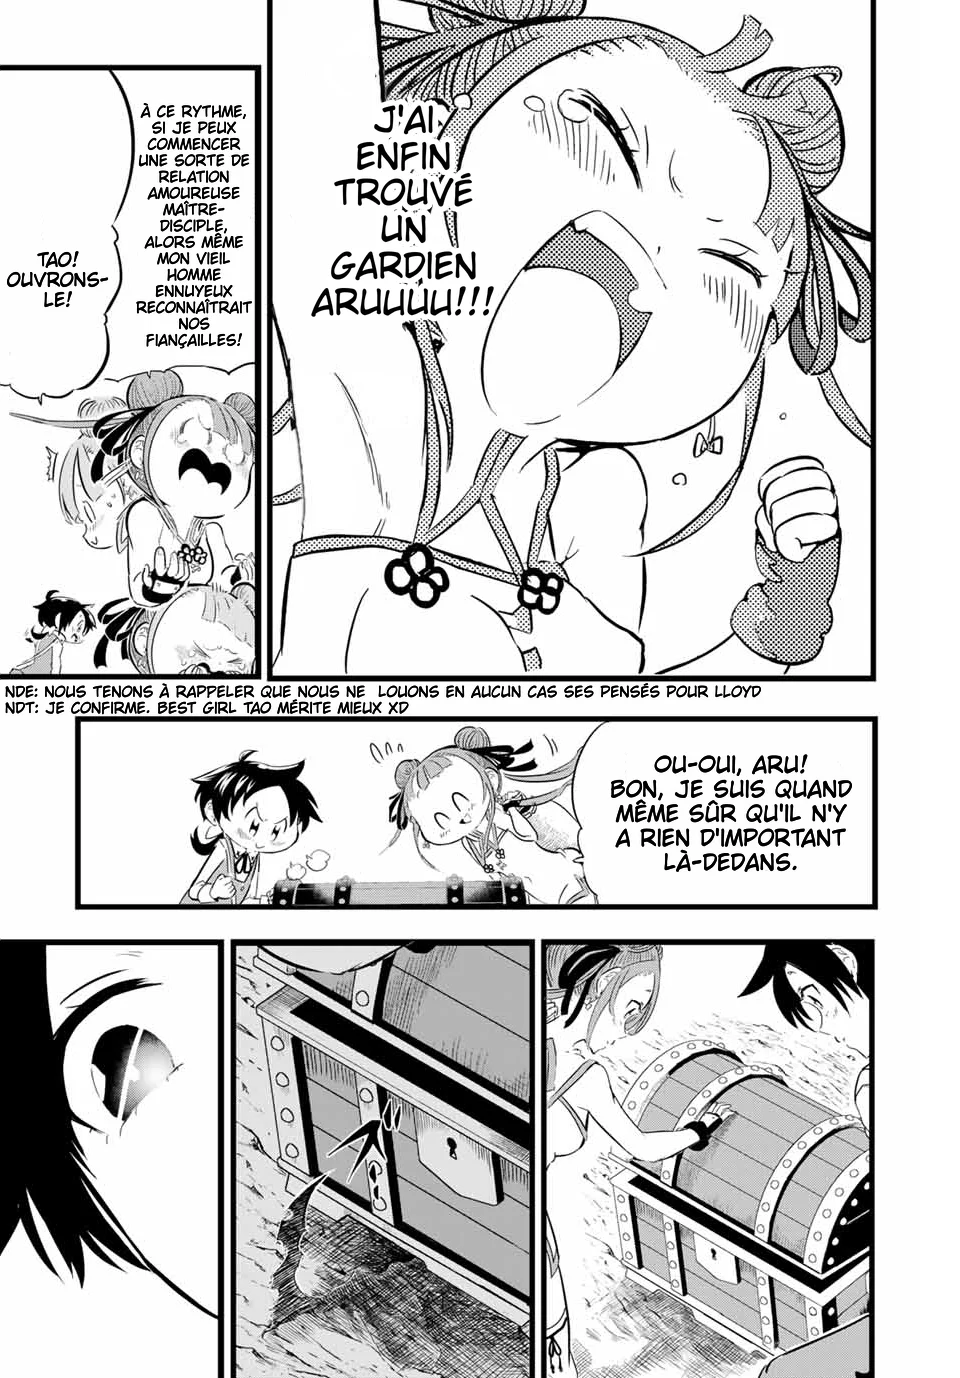 J'AI
ENFIN
TROUVÉ
UN
GARDIEN
ARUUUU!!!
À CE RYTHME,
SI JE PEUX
COMMENCER
UNE SORTE DE
RELATION
AMOUREUSE
MAÎTRE-
DISCIPLE,
ALORS MÊME
MON VIEIL
HOMME
ENNUYEUX
RECONNAÎTRAIT
NOS
FIANÇAILLES!
TAO!
OUVRONS-
LE!
NDE: NOUS TENONS À RAPPELER QUE NOUS NE LOUONS EN AUCUN CAS SES PENSÉS POUR LLOYD
NDT: JE CONFIRME. BEST GIRL TAO MÉRITE MIEUX XD
OU-OUI, ARU!
BON, JE SUIS QUAND
MÊME SÛR QU'IL N'Y
A RIEN D'IMPORTANT
LÀ-DEDANS.